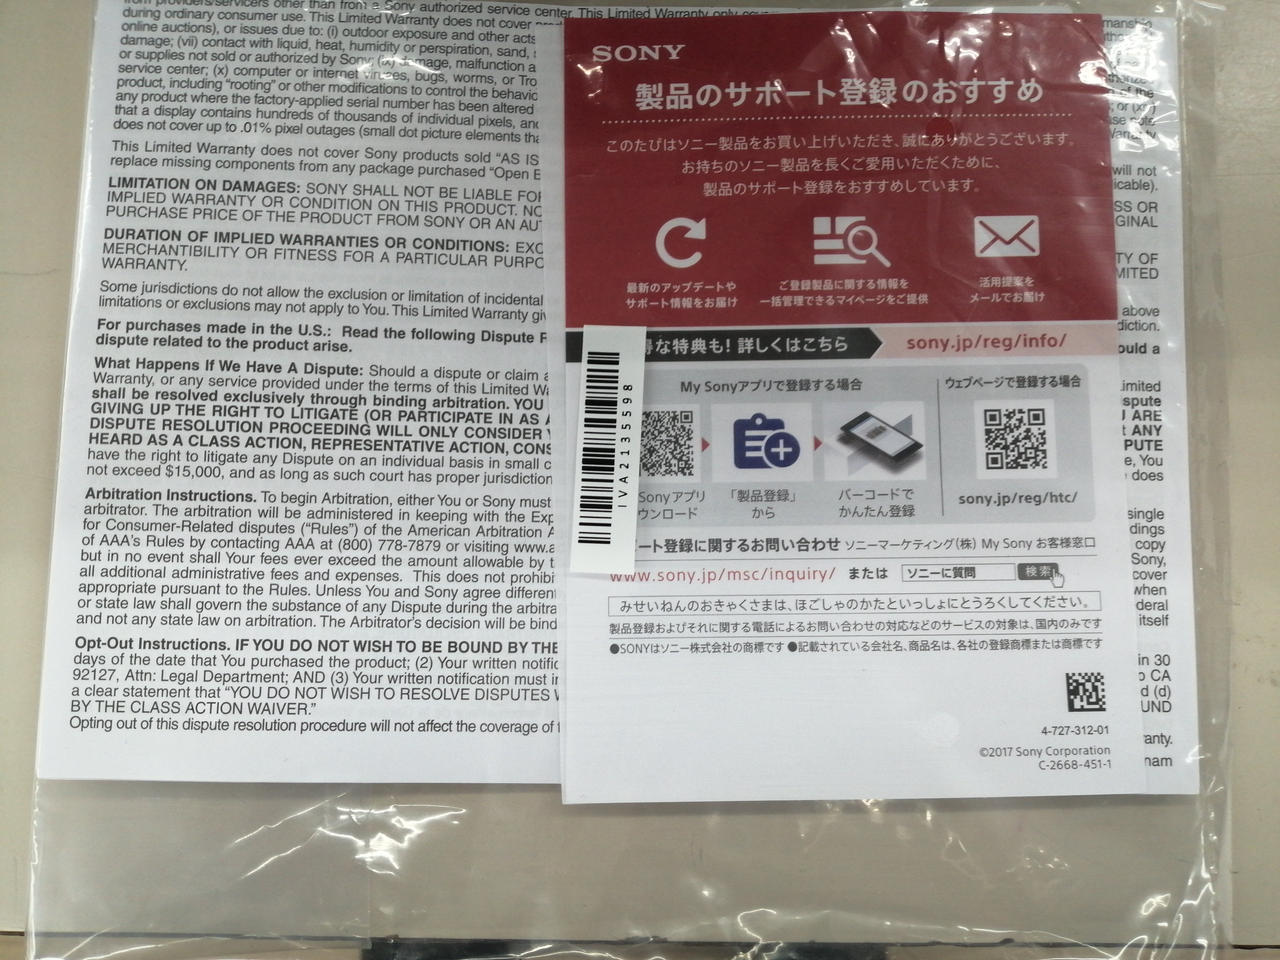 from providers/servicers other than from a Sony authorized service center. This Limited Warranty only
during ordinary consumer use. This Limited Warranty does not cover
online auctions), or issues due to: (i) outdoor exposure and other acts
damage; (vii) contact with liquid, heat, humidity or perspiration, sand,
or supplies not sold or authorized by Sony; (ix) damage, malfunction
service center; (x) computer or internet viruses, bugs, worms, or Tro
product, including “rooting” or other modifications to control the behavio
any product where the factory-applied serial number has been altered
that a display contains hundreds of thousands of individual pixels, and
does not cover up to .01% pixel outages (small dot picture elements tha
This Limited Warranty does not cover Sony products sold “AS IS
replace missing components from any package purchased “Open
LIMITATION ON DAMAGES: SONY SHALL NOT BE LIABLE FOR
IMPLIED WARRANTY OR CONDITION ON THIS PRODUCT. NO
PURCHASE PRICE OF THE PRODUCT FROM SONY OR AN AUT
DURATION OF IMPLIED WARRANTIES OR CONDITIONS: EXC
MERCHANTIBILITY OR FITNESS FOR A PARTICULAR PURPO
WARRANTY.
Some jurisdictions do not allow the exclusion or limitation of incidental
limitations or exclusions may not apply to You. This Limited Warranty giv
For purchases made in the U.S.: Read the following Dispute
dispute related to the product arise.
What Happens If We Have A Dispute: Should a dispute or claim a
Warranty, or any service provided under the terms of this Limited Wa
shall be resolved exclusively through binding arbitration. YOU
GIVING UP THE RIGHT TO LITIGATE (OR PARTICIPATE IN AS A
DISPUTE RESOLUTION PROCEEDING WILL ONLY CONSIDER
HEARD AS A CLASS ACTION, REPRESENTATIVE ACTION, CONS
have the right to litigate any Dispute on an individual basis in small c
not exceed $15,000, and as long as such court has proper jurisdiction
Arbitration Instructions. To begin Arbitration, either You or Sony must
arbitrator. The arbitration will be administered in keeping with the Exp
for Consumer-Related disputes (“Rules”) of the American Arbitration A
of AAA's Rules by contacting AAA at (800) 778-7879 or visiting www.a
but in no event shall Your fees ever exceed the amount allowable by t
all additional administrative fees and expenses. This does not prohibi
appropriate pursuant to the Rules. Unless You and Sony agree differen
or state law shall govern the substance of any Dispute during the arbitra
and not any state law on arbitration. The Arbitrator's decision will be bind
Opt-Out Instructions. IF YOU DO NOT WISH TO BE BOUND BY THE
days of the date that You purchased the product; (2) Your written notific
92127, Attn: Legal Department; AND (3) Your written notification must in
a clear statement that “YOU DO NOT WISH TO RESOLVE DISPUTES
BY THE CLASS ACTION WAIVER.”
Opting out of this dispute resolution procedure will not affect the coverage of
SONY
製品のサポート登録のおすすめ
このたびはソニー製品をお買い上げいただき、誠にありがとうございます。
お持ちのソニー製品を長くご愛用いただくために、
製品のサポート登録をおすすめしています。
最新のアップデートや
サポート情報をお届け
ご登録製品に関する情報を
一括管理できるマイページをご提供
活用提案を
メールでお届け
得な特典も! 詳しくはこちら
sony.jp/reg/info/
My Sonyアプリで登録する場合
Sonyアプリ
ウンロード
「製品登録」
から
バーコードで
かんたん登録
ウェブページで登録する場合
sony.jp/reg/htc/
ート登録に関するお問い合わせ ソニーマーケティング(株) My Sony お客様窓口
www.sony.jp/msc/inquiry/ または ソニーに質問 検索
みせいねんのおきゃくさまは、ほごしゃのかたといっしょにとうろくしてください。
製品登録およびそれに関する電話によるお問い合わせの対応などのサービスの対象は、国内のみです
●SONYはソニー株式会社の商標です ●記載されている会社名、商品名は、各社の登録商標または商標です
4-727-312-01
©2017 Sony Corporation
C-2668-451-1
IVA2135598
will not
icable).
SS OR
GINAL
TY OF
MITED
above
diction.
ould a
imited
spute
U ARE
T ANY
PUTE
e, You
does
single
dings
copy
Sony,
cover
when
deral
itself
in 30
CA
d (d)
UND
ranty.
nam